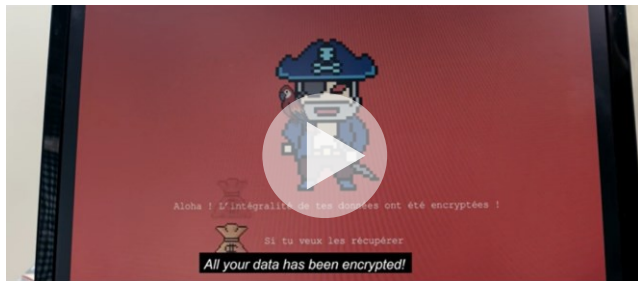 Aloha ! L'intégralité de tes données ont été encryptées !
Si tu veux les récupérer
All your data has been encrypted!